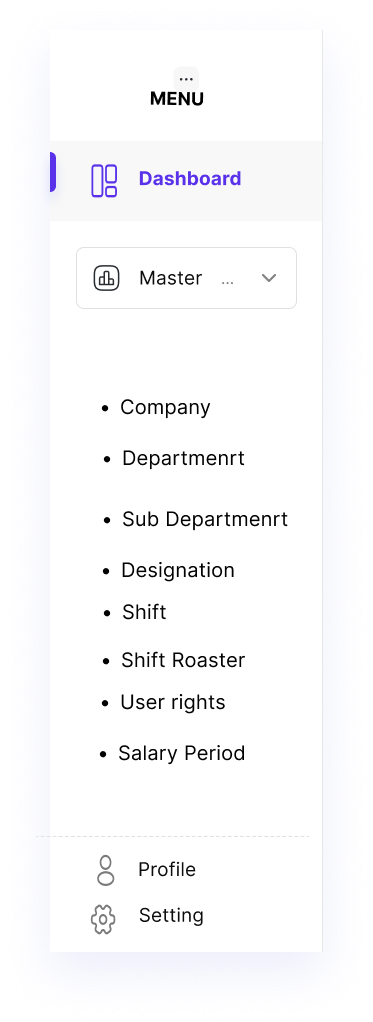 ...
MENU
Dashboard
Master ...
• Company
• Departmenrt
• Sub Departmenrt
• Designation
• Shift
• Shift Roaster
• User rights
• Salary Period
Profile
Setting